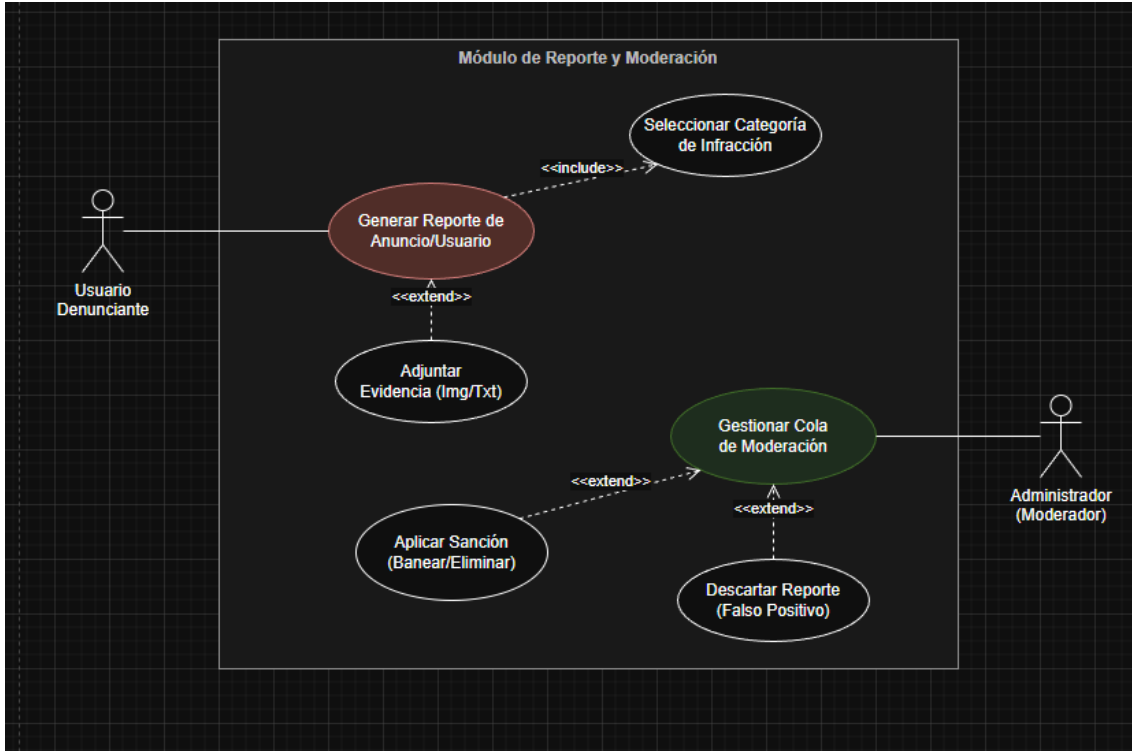 Módulo de Reporte y Moderación
Seleccionar Categoría
de Infracción
<<include>>
Generar Reporte de
Anuncio/Usuario
Usuario
Denunciante
<<extend>>
Adjuntar
Evidencia (Img/Txt)
Gestionar Cola
de Moderación
<<extend>>
Administrador
(Moderador)
<<extend>>
Aplicar Sanción
(Banear/Eliminar)
Descartar Reporte
(Falso Positivo)